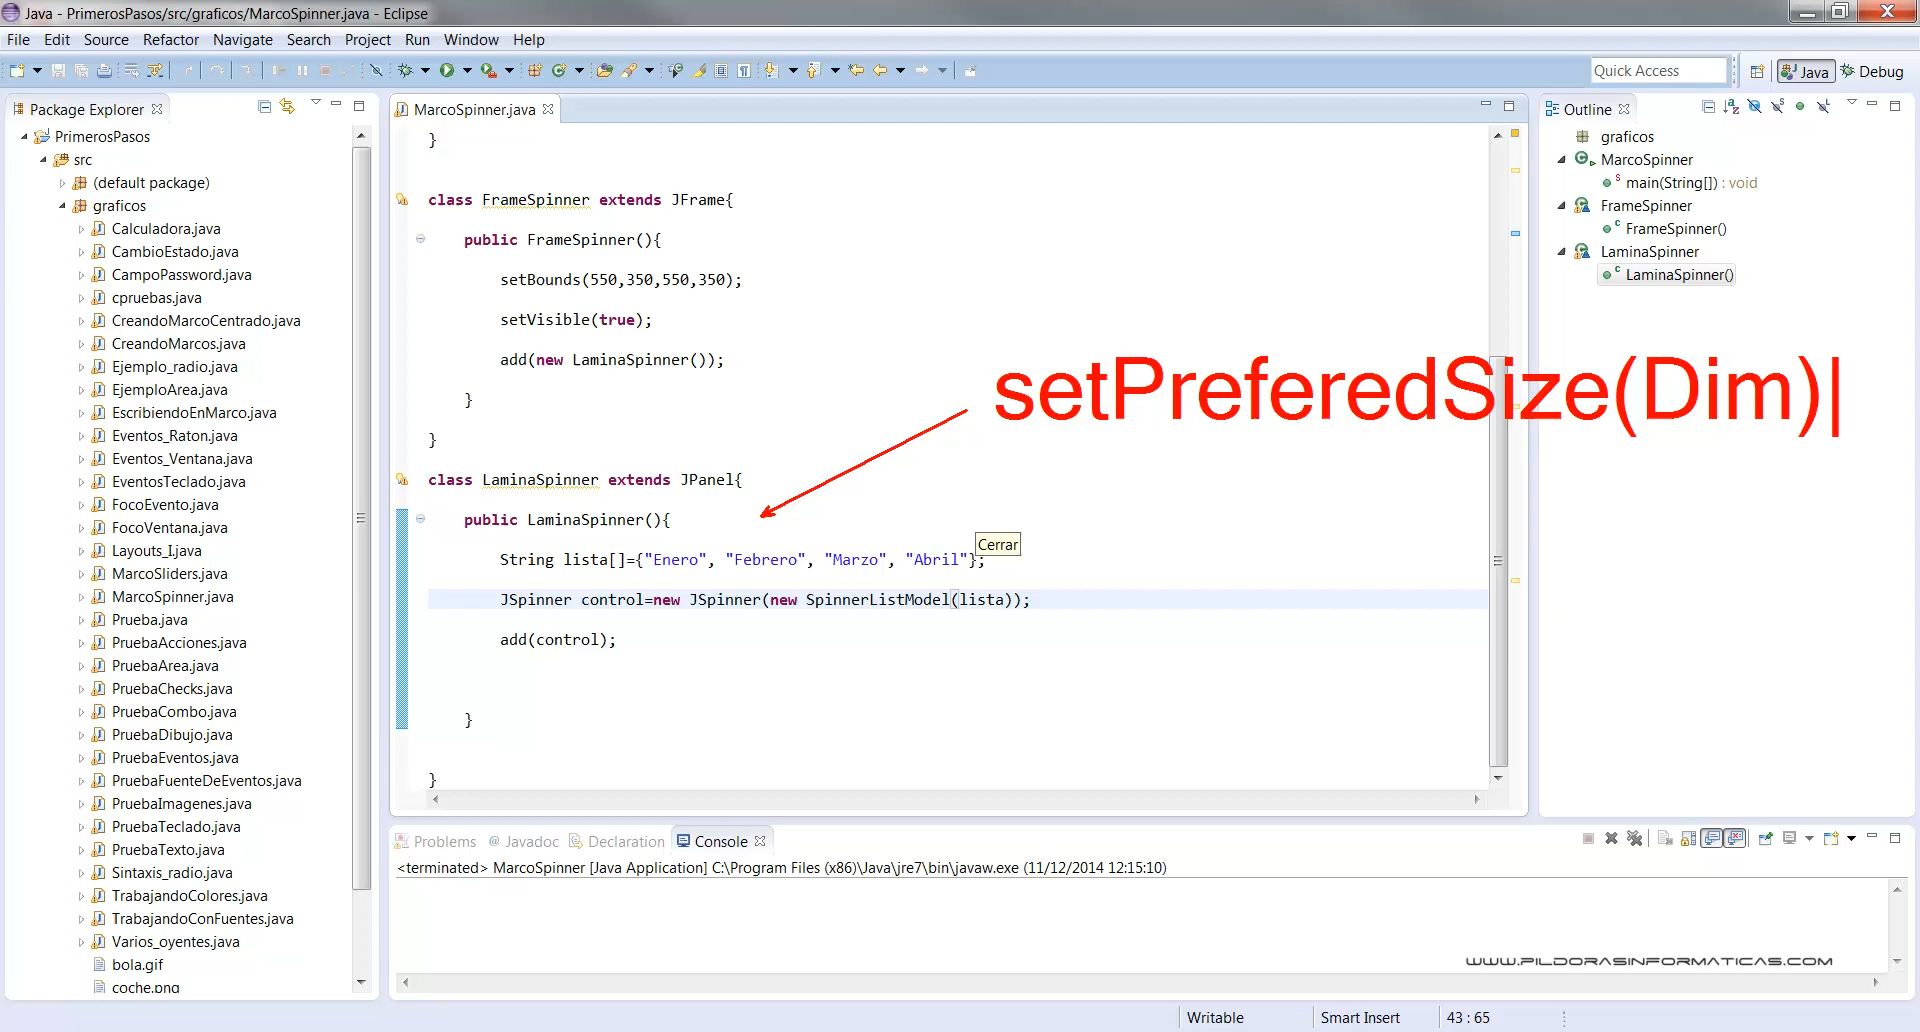 Java - PrimerosPasos/src/graficos/MarcoSpinner.java - Eclipse
File Edit Source Refactor Navigate Search Project Run Window Help
Quick Access
Java
Debug
Package Explorer
PrimerosPasos
src
(default package)
graficos
Calculadora.java
CambioEstado.java
CampoPassword.java
cpruebas.java
CreandoMarcoCentrado.java
CreandoMarcos.java
Ejemplo_radio.java
EjemploArea.java
EscribiendoEnMarco.java
Eventos_Raton.java
Eventos_Ventana.java
EventosTeclado.java
FocoEvento.java
FocoVentana.java
Layouts_I.java
MarcoSliders.java
MarcoSpinner.java
Prueba.java
PruebaAcciones.java
PruebaArea.java
PruebaChecks.java
PruebaCombo.java
PruebaDibujo.java
PruebaEventos.java
PruebaFuenteDeEventos.java
PruebaImagenes.java
PruebaTeclado.java
PruebaTexto.java
Sintaxis_radio.java
TrabajandoColores.java
TrabajandoConFuentes.java
Varios_oyentes.java
bola.gif
coche.png
MarcoSpinner.java
}
class FrameSpinner extends JFrame{
public FrameSpinner(){
setBounds(550,350,550,350);
setVisible(true);
add(new LaminaSpinner());
}
}
class LaminaSpinner extends JPanel{
public LaminaSpinner(){
String lista[]={"Enero", "Febrero", "Marzo", "Abril"};
JSpinner control=new JSpinner(new SpinnerListModel(lista));
add(control);
}
}
setPreferedSize(Dim)|
Cerrar
Outline
graficos
MarcoSpinner
main(String[]) : void
FrameSpinner
FrameSpinner()
LaminaSpinner
LaminaSpinner()
Problems @ Javadoc Declaration Console
<terminated> MarcoSpinner [Java Application] C:\Program Files (x86)\Java\jre7\bin\javaw.exe (11/12/2014 12:15:10)
WWW.PILDORASINFORMATICAS.COM
Writable
Smart Insert
43 : 65